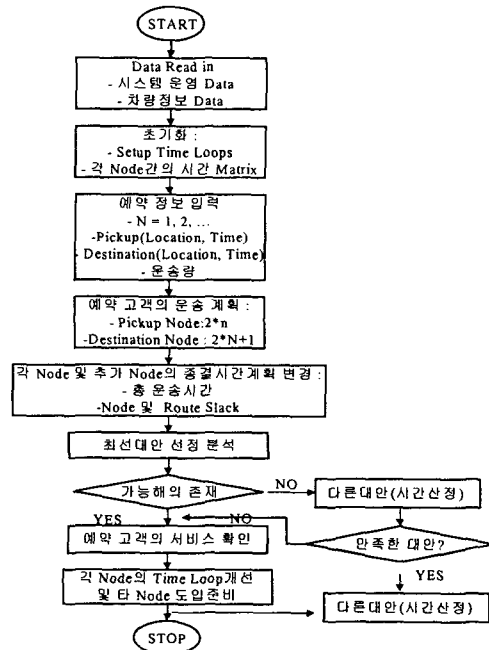 START
Data Read in
- 시스템 운영 Data
- 차량정보 Data
초기화 :
- Setup Time Loops
- 각 Node간의 시간 Matrix
예약 정보 입력
- N = 1, 2, ...
-Pickup(Location, Time)
- Destination(Location, Time)
- 운송량
예약 고객의 운송 계획 :
- Pickup Node:2*n
-Destination Node : 2*N+1
각 Node 및 추가 Node의 종결시간계획 변경 :
- 총 운송시간
-Node 및 Route Slack
최선대안 선정 분석
가능해의 존재
NO
다른대안(시간산정)
YES
NO
만족한 대안?
예약 고객의 서비스 확인
YES
각 Node의 Time Loop개선
및 타 Node 도입준비
다른대안(시간산정)
STOP